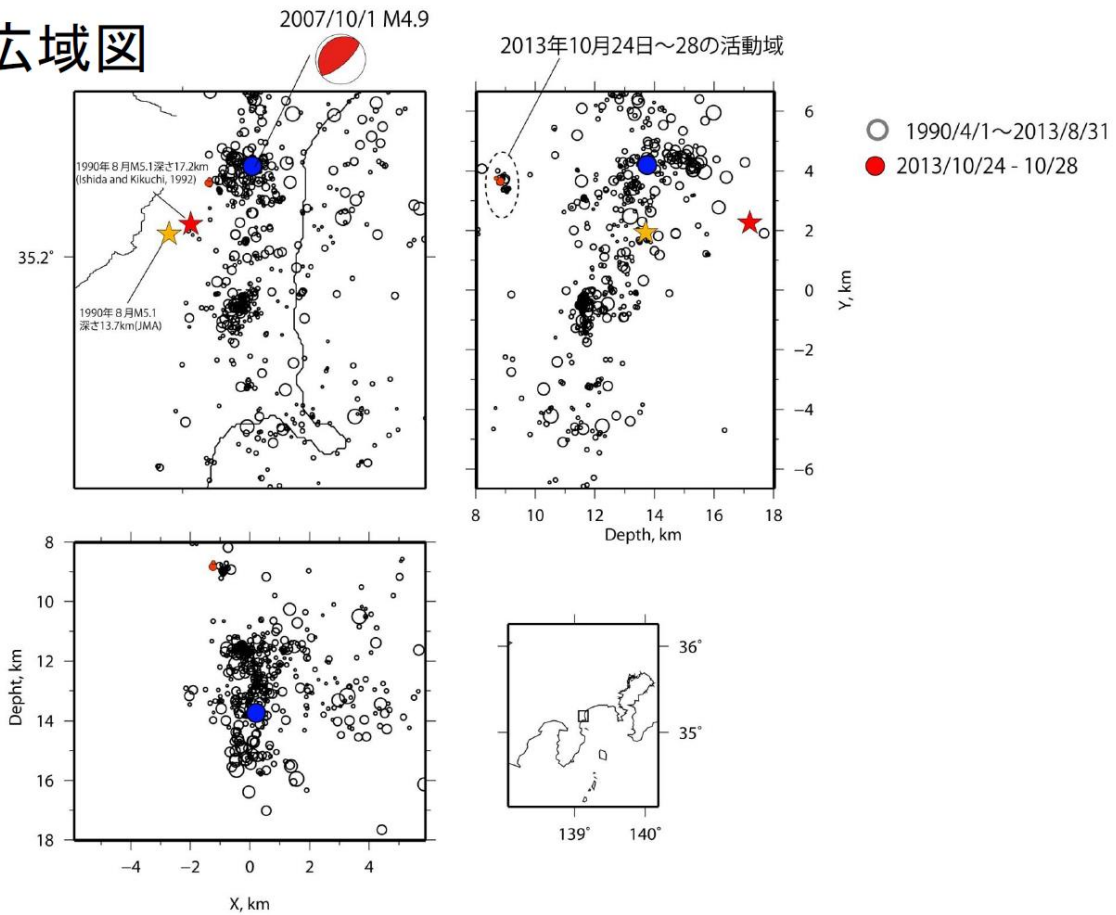 広域図
2007/10/1 M4.9
2013年10月24日～28の活動域
1990/4/1～2013/8/31
2013/10/24 - 10/28
1990年８月M5.1深さ17.2km
(Ishida and Kikuchi, 1992)
35.2°
1990年８月M5.1
深さ13.7km(JMA)
6
4
2
0
−2
−4
−6
Y, km
8
10
12
14
16
18
Depth, km
8
10
12
14
16
18
Depht, km
−4
−2
0
2
4
X, km
36°
35°
139°
140°